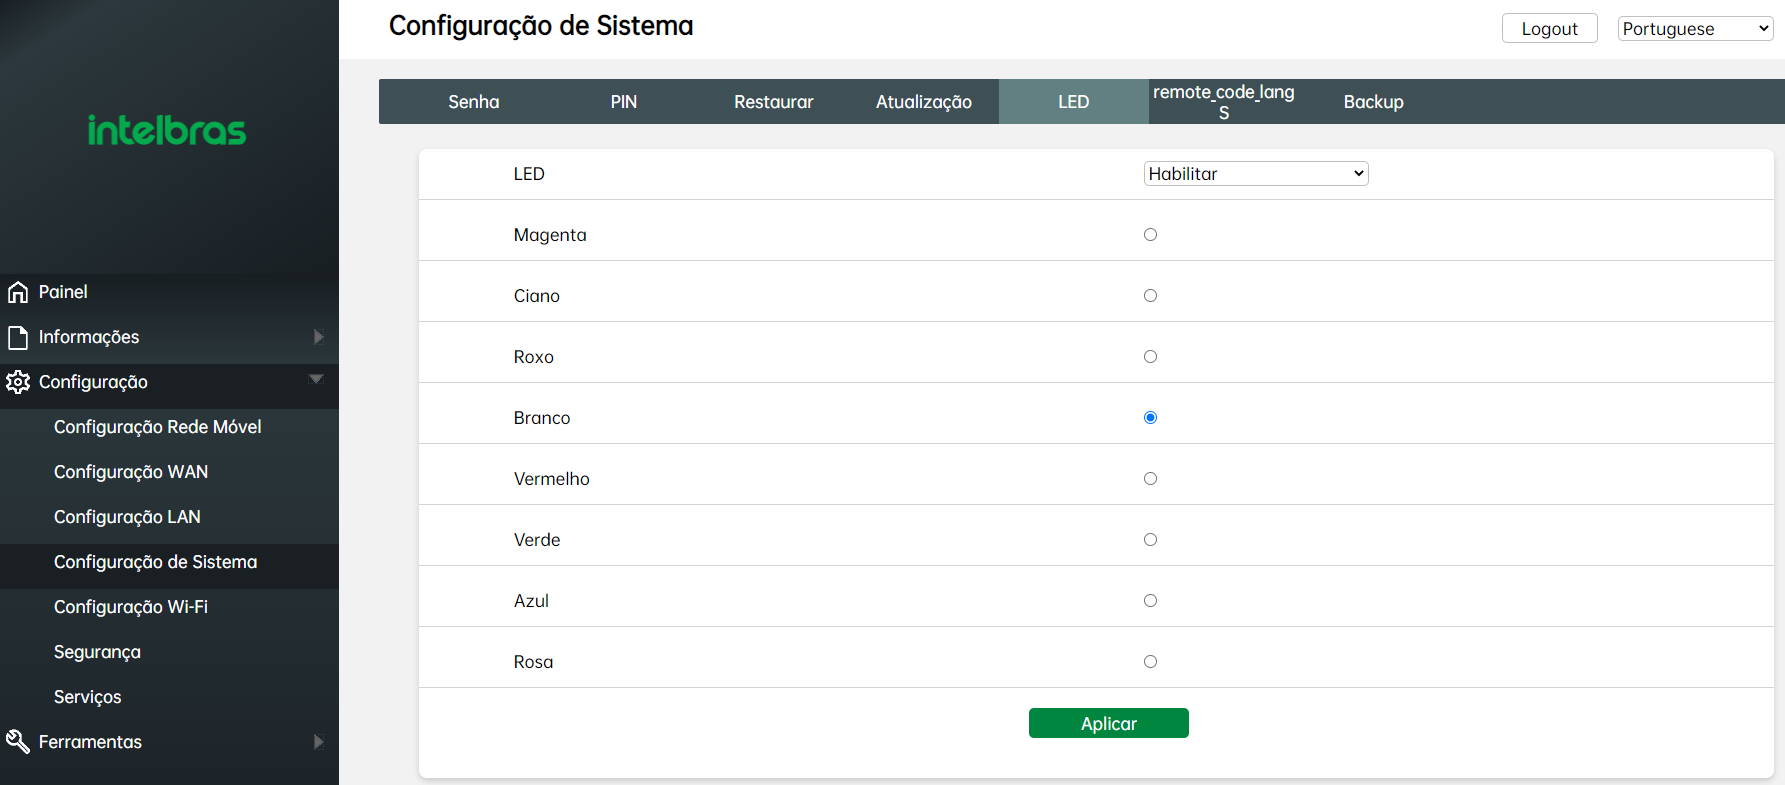 intelbras
Painel
Informações
Configuração
Configuração Rede Móvel
Configuração WAN
Configuração LAN
Configuração de Sistema
Configuração Wi-Fi
Segurança
Serviços
Ferramentas
Configuração de Sistema
Logout
Portuguese
Senha
PIN
Restaurar
Atualização
LED
remote_code_lang
S
Backup
LED
Habilitar
Magenta
Ciano
Roxo
Branco
Vermelho
Verde
Azul
Rosa
Aplicar